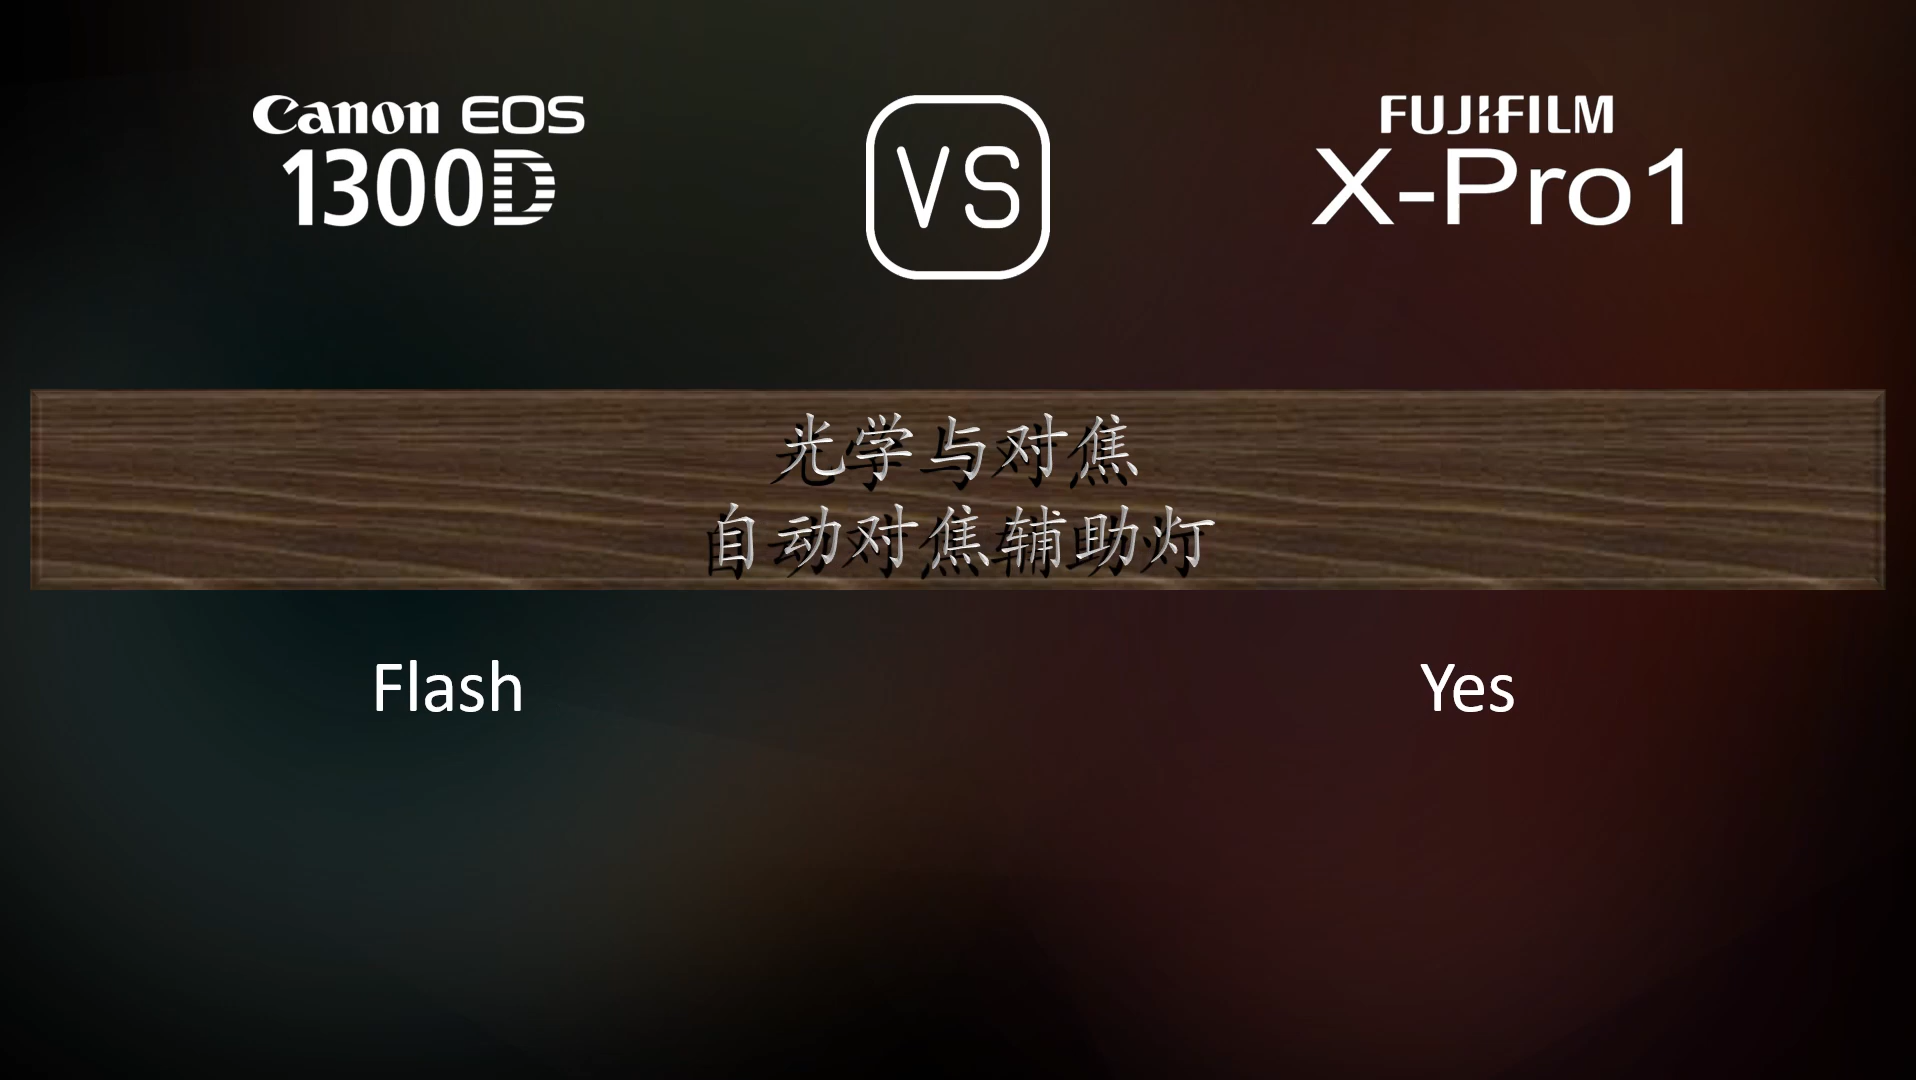 Canon EOS
1300D
VS
FUJIFILM
X-Pro1
光学与对焦
自动对焦辅助灯
Flash
Yes